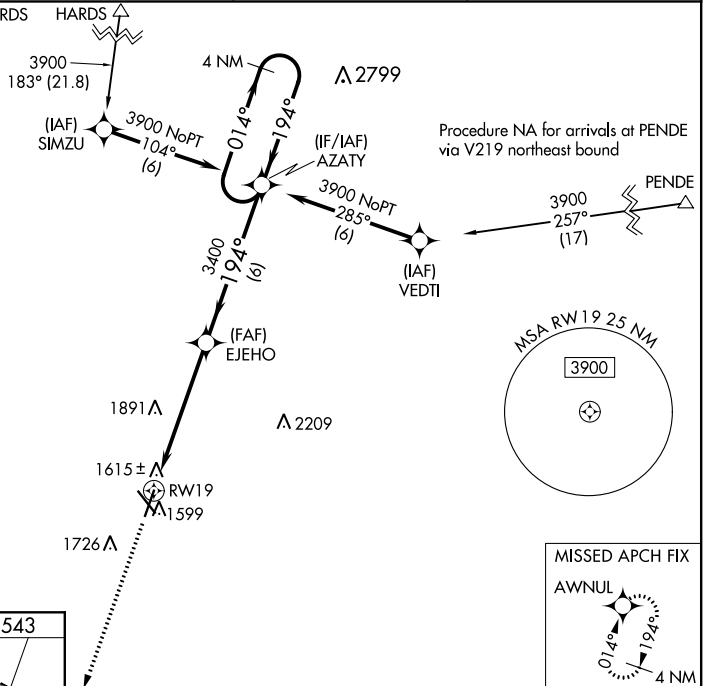 RDS
HARDS
3900
183° (21.8)
(IAF)
SIMZU
3900 NoPT
104°
(6)
4 NM
014°
194°
2799
(IF/IAF)
AZATY
Procedure NA for arrivals at PENDE
via V219 northeast bound
3900 NoPT
285°
(6)
3900
257°
(17)
PENDE
(IAF)
VEDTI
3400
194°
(6)
(FAF)
EJEHO
MSA RW19 25 NM
3900
1891
2209
1615 ±
RW19
1599
1726
MISSED APCH FIX
AWNUL
014°
194°
4 NM
543